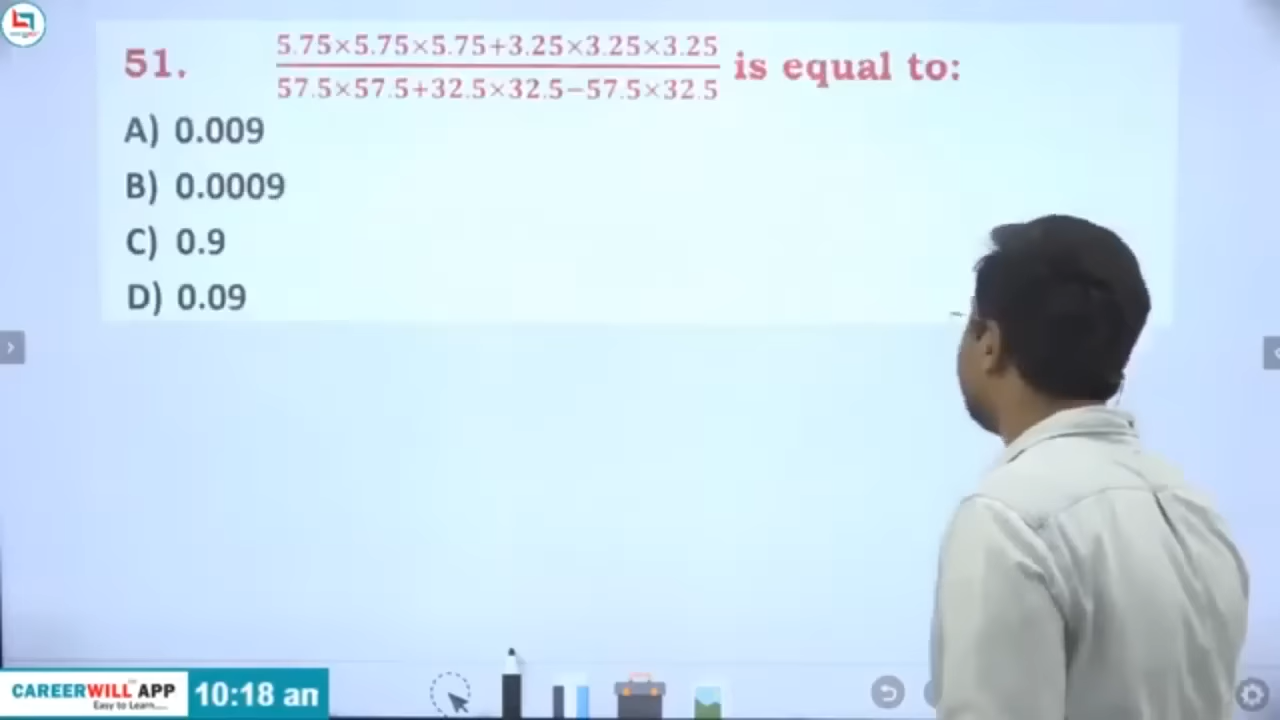 51. 5.75×5.75×5.75+3.25×3.25×3.25 is equal to:
57.5×57.5+32.5×32.5−57.5×32.5
A) 0.009
B) 0.0009
C) 0.9
D) 0.09
CAREERWILL APP
Easy to Learn.....
10:18 an